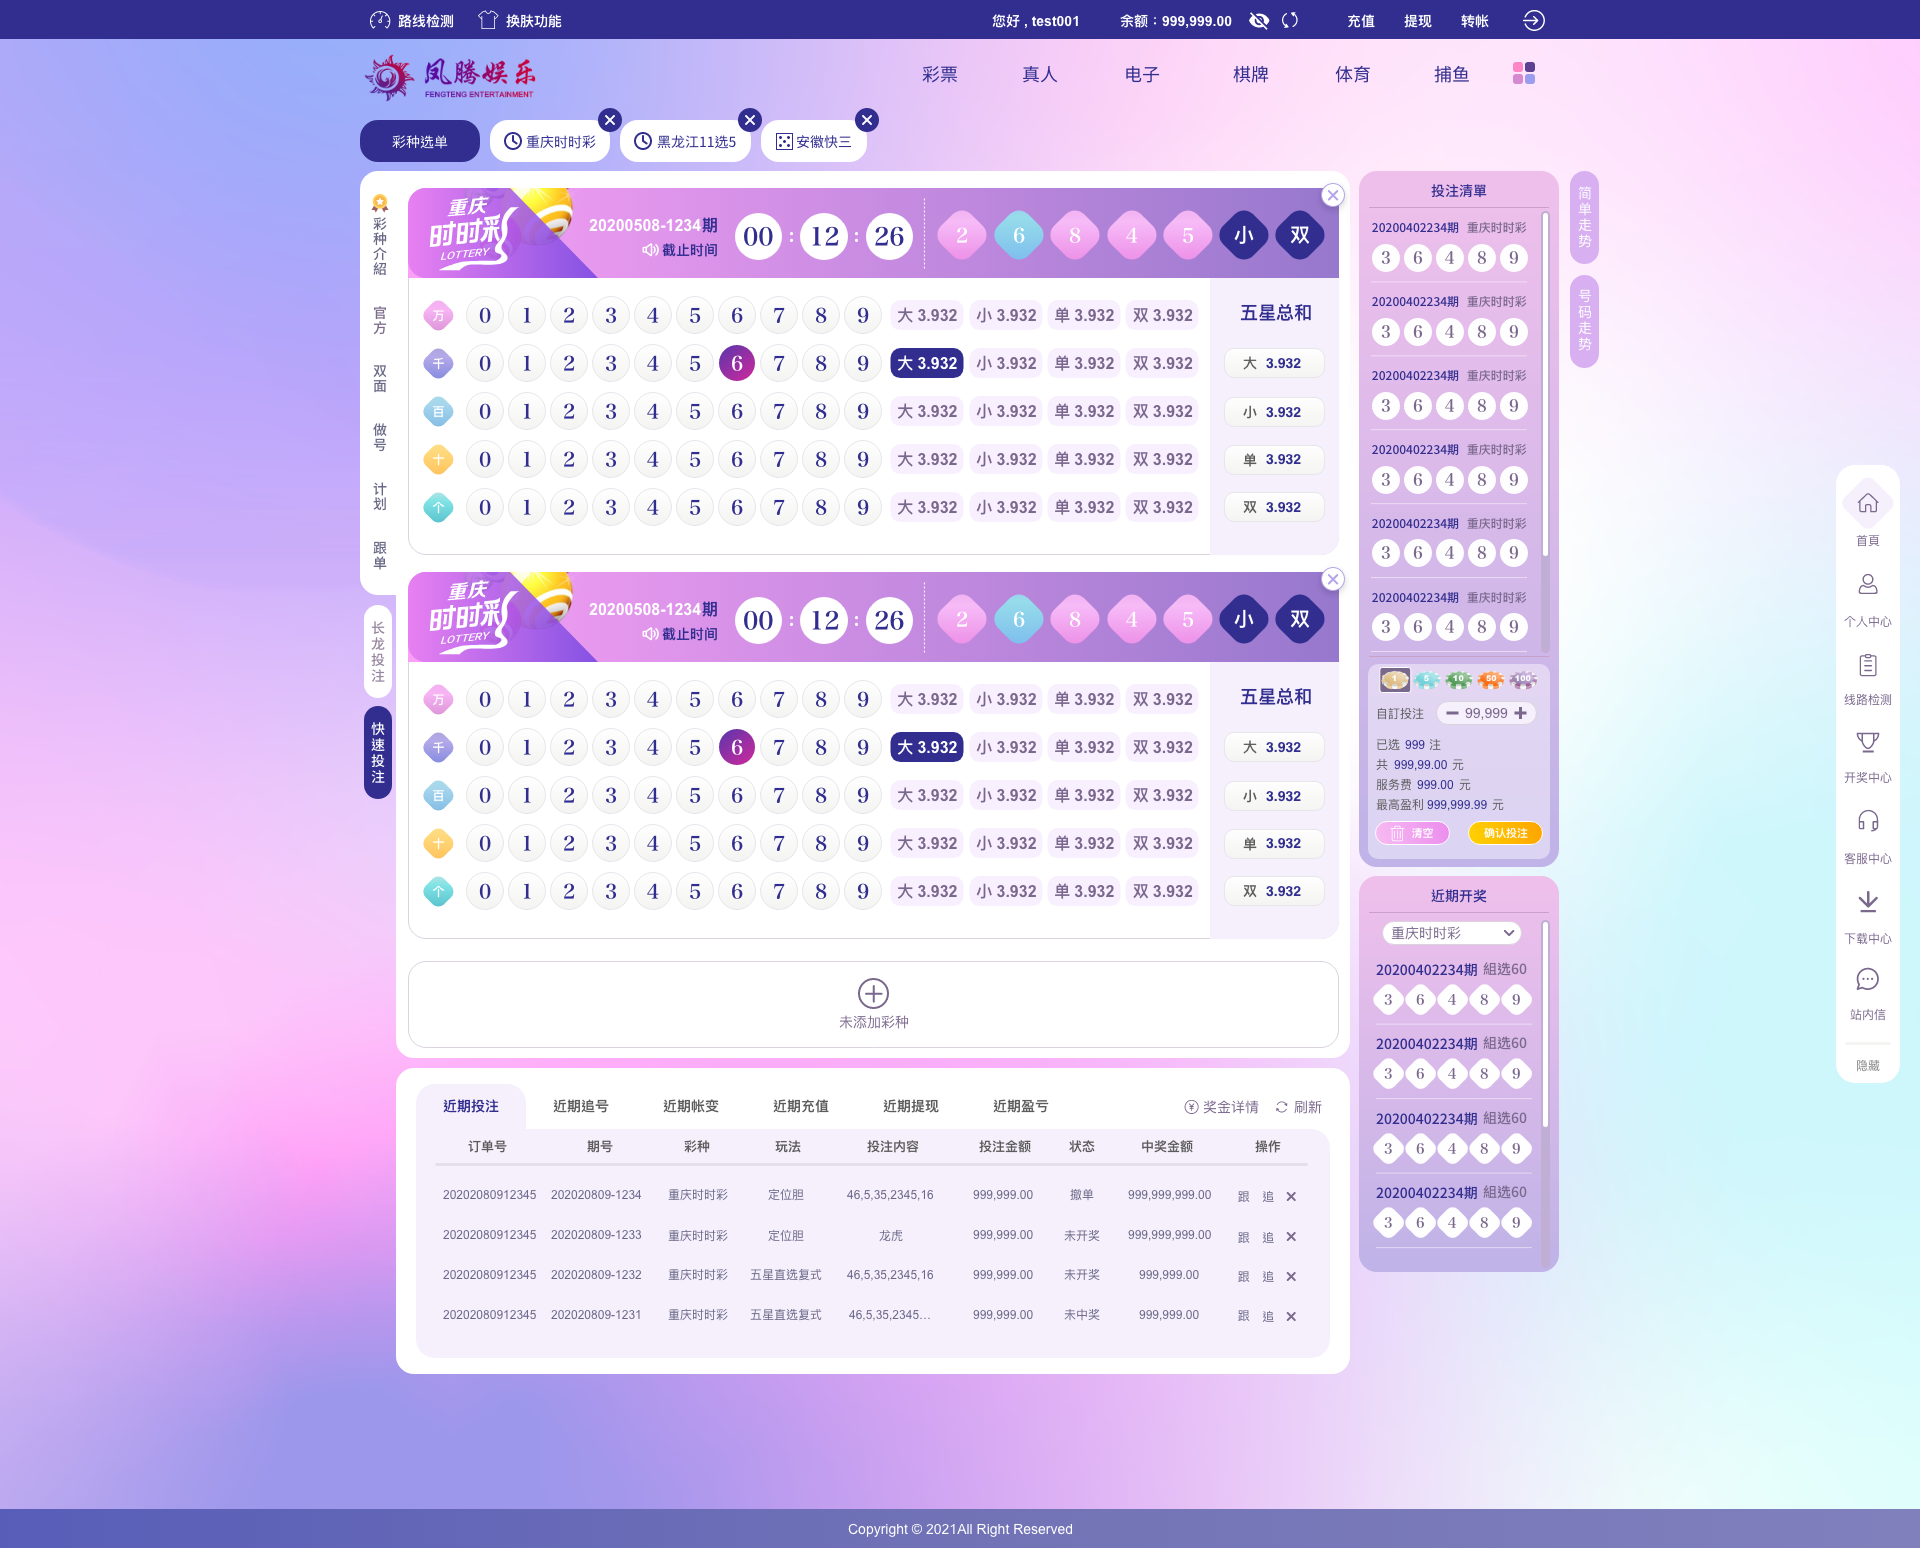 路线检测 换肤功能 您好 , test001 余额：999,999.00 充值 提现 转帐
凤腾娱乐
FENGTENG ENTERTAINMENT
彩票 真人 电子 棋牌 体育 捕鱼
彩种选单 重庆时时彩 黑龙江11选5 安徽快三
彩种介紹
官方
双面
做号
计划
跟单
长龙投注
快速投注
重庆
时时彩
LOTTERY
20200508-1234期
截止时间
00 : 12 : 26
2 6 8 4 5 小 双
万 0 1 2 3 4 5 6 7 8 9 大 3.932 小 3.932 单 3.932 双 3.932
千 0 1 2 3 4 5 6 7 8 9 大 3.932 小 3.932 单 3.932 双 3.932
百 0 1 2 3 4 5 6 7 8 9 大 3.932 小 3.932 单 3.932 双 3.932
十 0 1 2 3 4 5 6 7 8 9 大 3.932 小 3.932 单 3.932 双 3.932
个 0 1 2 3 4 5 6 7 8 9 大 3.932 小 3.932 单 3.932 双 3.932
五星总和
大 3.932
小 3.932
单 3.932
双 3.932
重庆
时时彩
LOTTERY
20200508-1234期
截止时间
00 : 12 : 26
2 6 8 4 5 小 双
万 0 1 2 3 4 5 6 7 8 9 大 3.932 小 3.932 单 3.932 双 3.932
千 0 1 2 3 4 5 6 7 8 9 大 3.932 小 3.932 单 3.932 双 3.932
百 0 1 2 3 4 5 6 7 8 9 大 3.932 小 3.932 单 3.932 双 3.932
十 0 1 2 3 4 5 6 7 8 9 大 3.932 小 3.932 单 3.932 双 3.932
个 0 1 2 3 4 5 6 7 8 9 大 3.932 小 3.932 单 3.932 双 3.932
五星总和
大 3.932
小 3.932
单 3.932
双 3.932
未添加彩种
近期投注 近期追号 近期帐变 近期充值 近期提现 近期盈亏 奖金详情 刷新
订单号 期号 彩种 玩法 投注内容 投注金额 状态 中奖金额 操作
20202080912345 202020809-1234 重庆时时彩 定位胆 46,5,35,2345,16 999,999.00 撤单 999,999,999.00 跟 追
20202080912345 202020809-1233 重庆时时彩 定位胆 龙虎 999,999.00 未开奖 999,999,999.00 跟 追
20202080912345 202020809-1232 重庆时时彩 五星直选复式 46,5,35,2345,16 999,999.00 未开奖 999,999.00 跟 追
20202080912345 202020809-1231 重庆时时彩 五星直选复式 46,5,35,2345... 999,999.00 未中奖 999,999.00 跟 追
投注清單
20200402234期 重庆时时彩
3 6 4 8 9
20200402234期 重庆时时彩
3 6 4 8 9
20200402234期 重庆时时彩
3 6 4 8 9
20200402234期 重庆时时彩
3 6 4 8 9
20200402234期 重庆时时彩
3 6 4 8 9
20200402234期 重庆时时彩
3 6 4 8 9
1 5 10 50 100
自訂投注 99,999
已选 999 注
共 999,99.00 元
服务费 999.00 元
最高盈利 999,999.99 元
清空 确认投注
近期开奖
重庆时时彩
20200402234期 組选60
3 6 4 8 9
20200402234期 組选60
3 6 4 8 9
20200402234期 組选60
3 6 4 8 9
20200402234期 組选60
3 6 4 8 9
简单走势
号码走势
首頁
个人中心
线路检测
开奖中心
客服中心
下载中心
站内信
隐藏
Copyright © 2021All Right Reserved